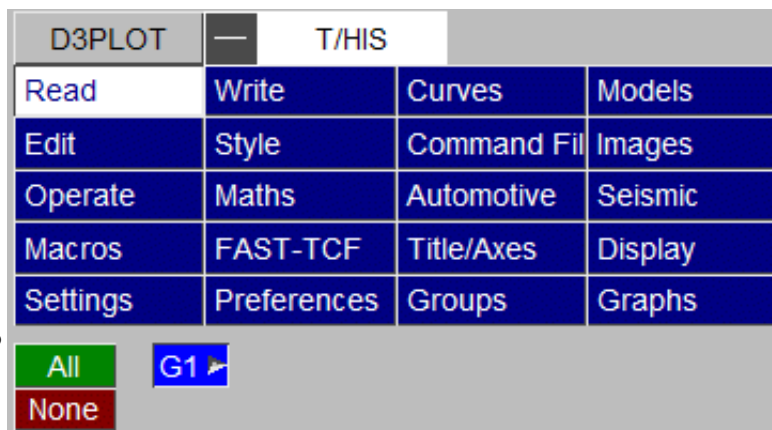 D3PLOT — T/HIS
Read Write Curves Models
Edit Style Command Fil Images
Operate Maths Automotive Seismic
Macros FAST-TCF Title/Axes Display
Settings Preferences Groups Graphs
All G1
None